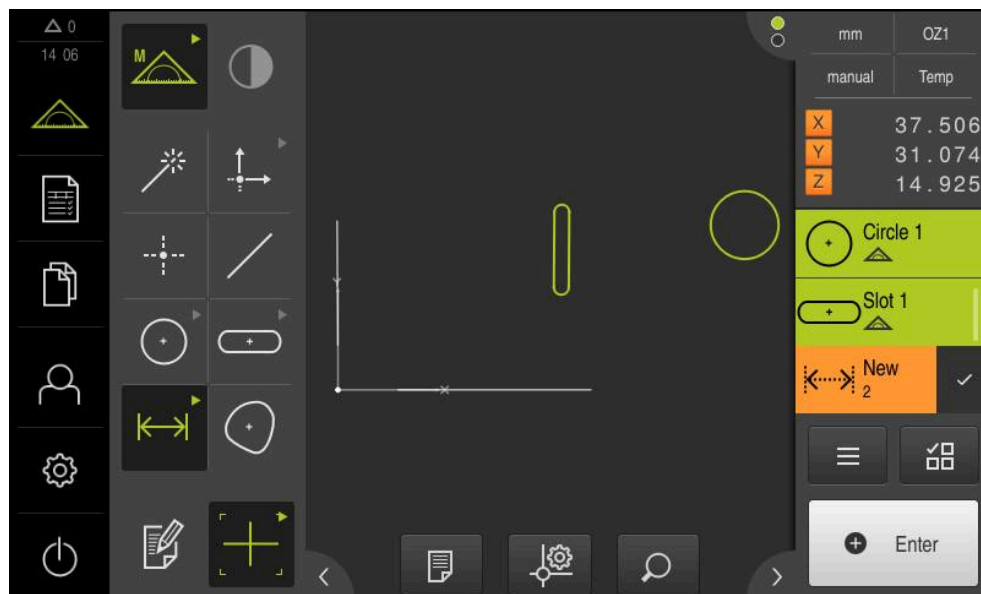 0
14 06
M
mm
OZ1
manual
Temp
X 37.506
Y 31.074
Z 14.925
Circle 1
Slot 1
New
2
Y
X
Enter